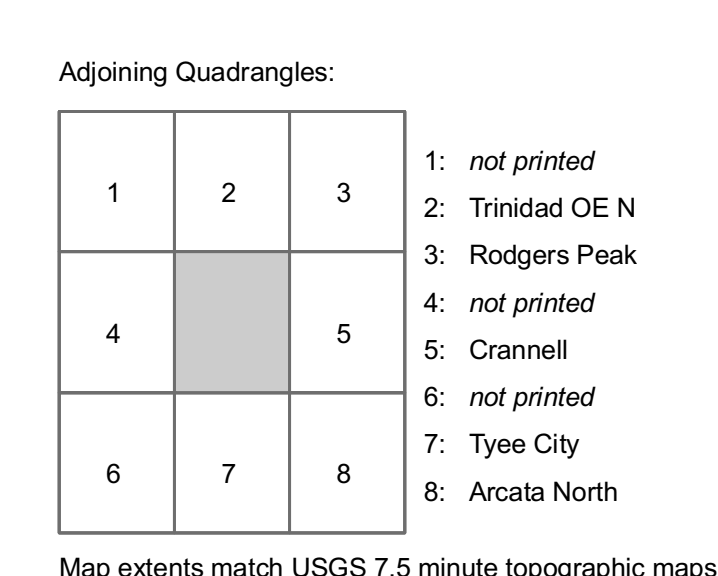 Adjoining Quadrangles:
1 2 3
4 5
6 7 8
1: not printed
2: Trinidad OE N
3: Rodgers Peak
4: not printed
5: Crannell
6: not printed
7: Tyee City
8: Arcata North
Map extents match USGS 7.5 minute topographic maps